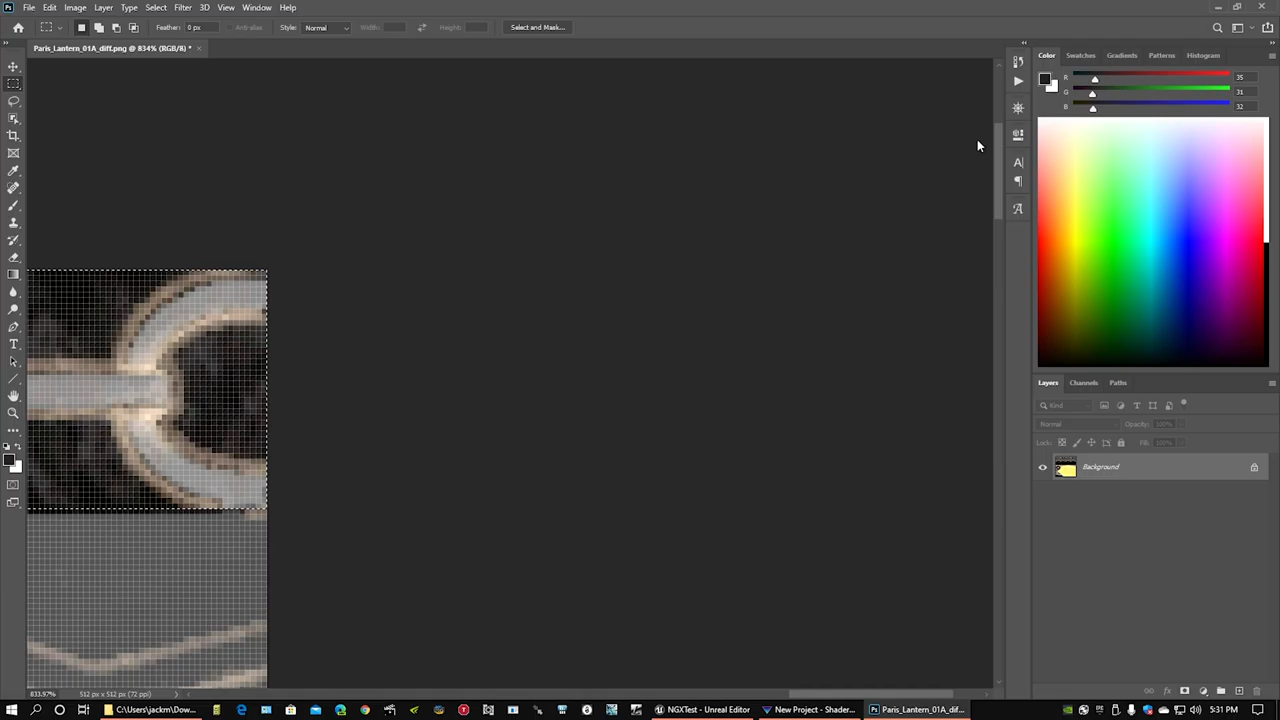 File Edit Image Layer Type Select Filter 3D View Window Help
Feather: 0 px Anti-alias Style: Normal Width: Height: Select and Mask...
Paris_Lantern_01A_diff.png @ 834% (RGB/8) * ×
Color Swatches Gradients Patterns Histogram
R 35
G 31
B 32
Layers Channels Paths
Kind
Normal Opacity: 100%
Lock: Fill: 100%
Background
833.97% 512 px x 512 px (72 ppi)
C:\Users\jackm\Dow... NGXTest - Unreal Editor New Project - Shader... Paris_Lantern_01A_dif... 5:31 PM